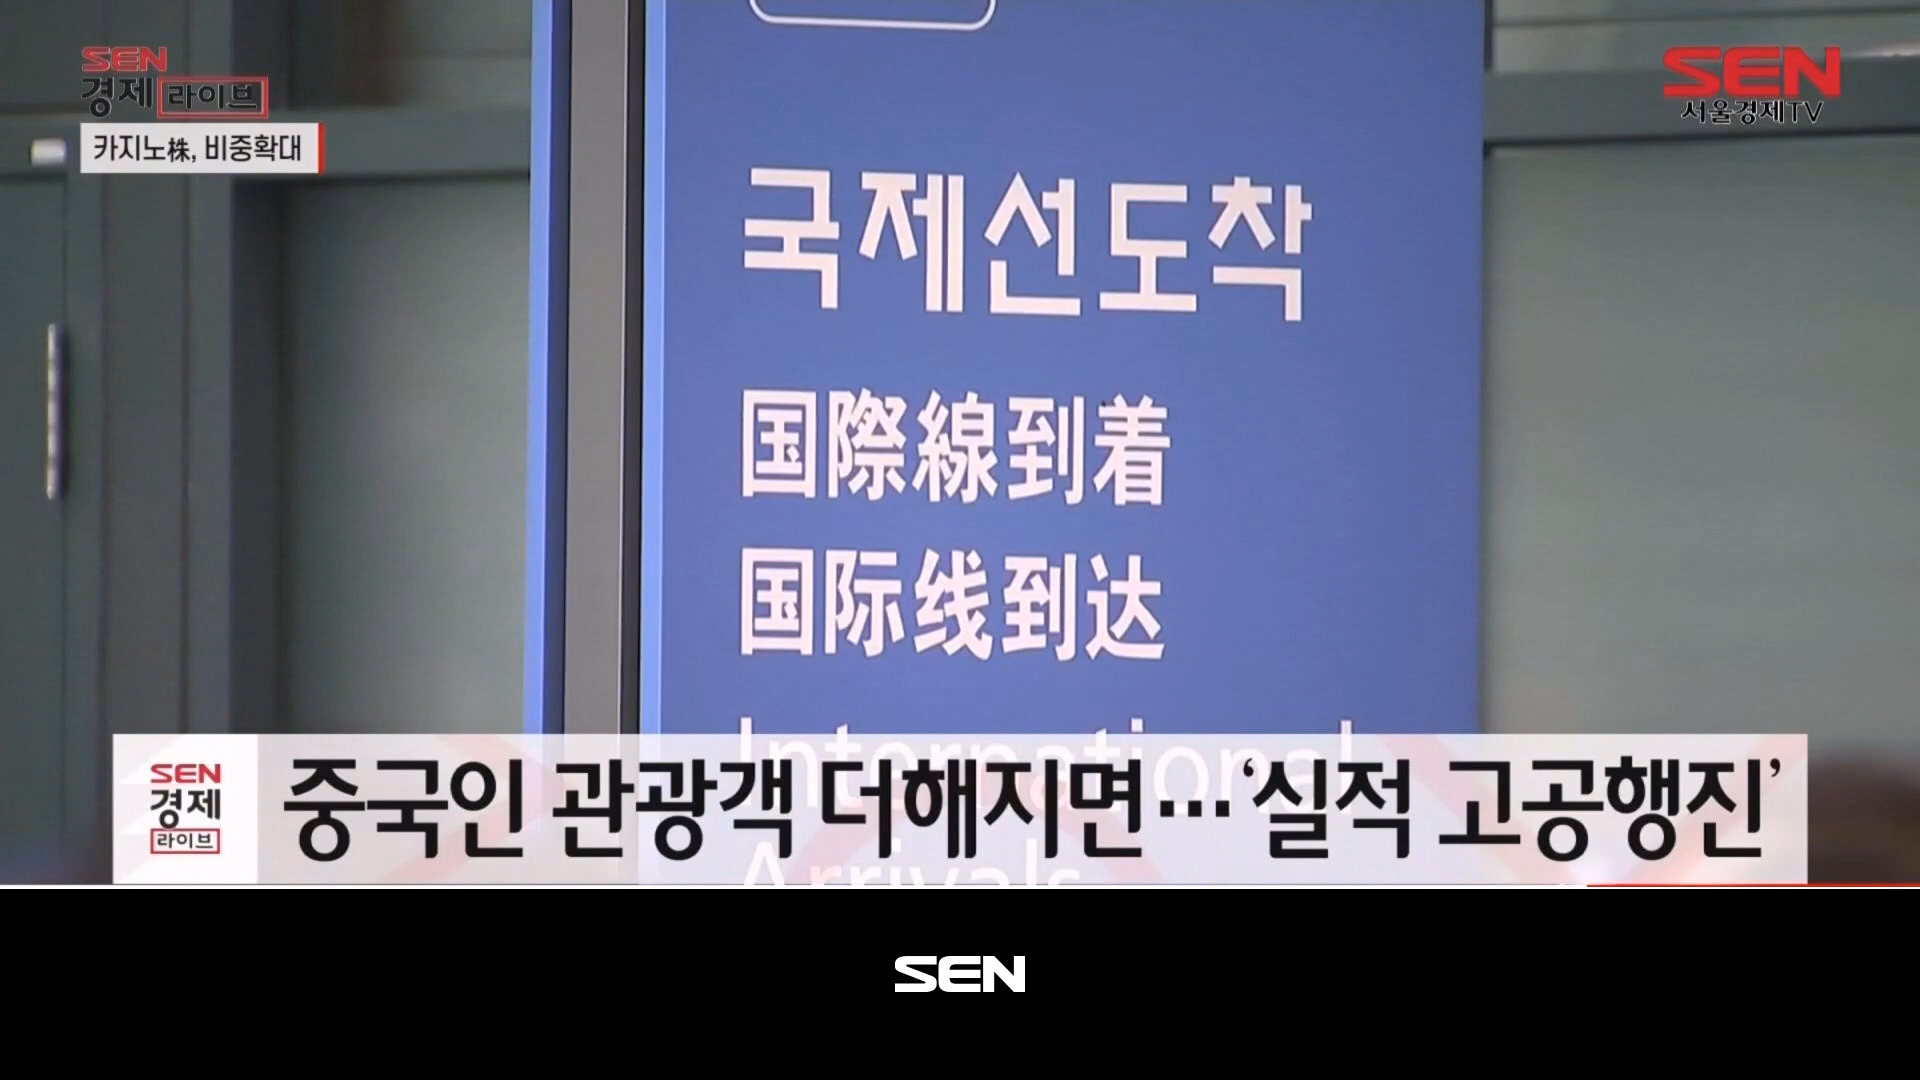 SEN
경제 라이브
카지노株, 비중확대
SEN
서울경제TV
국제선도착
国際線到着
国际线到达
International
Arrivals
SEN
경제
라이브
중국인 관광객 더해지면…‘실적 고공행진’
SEN